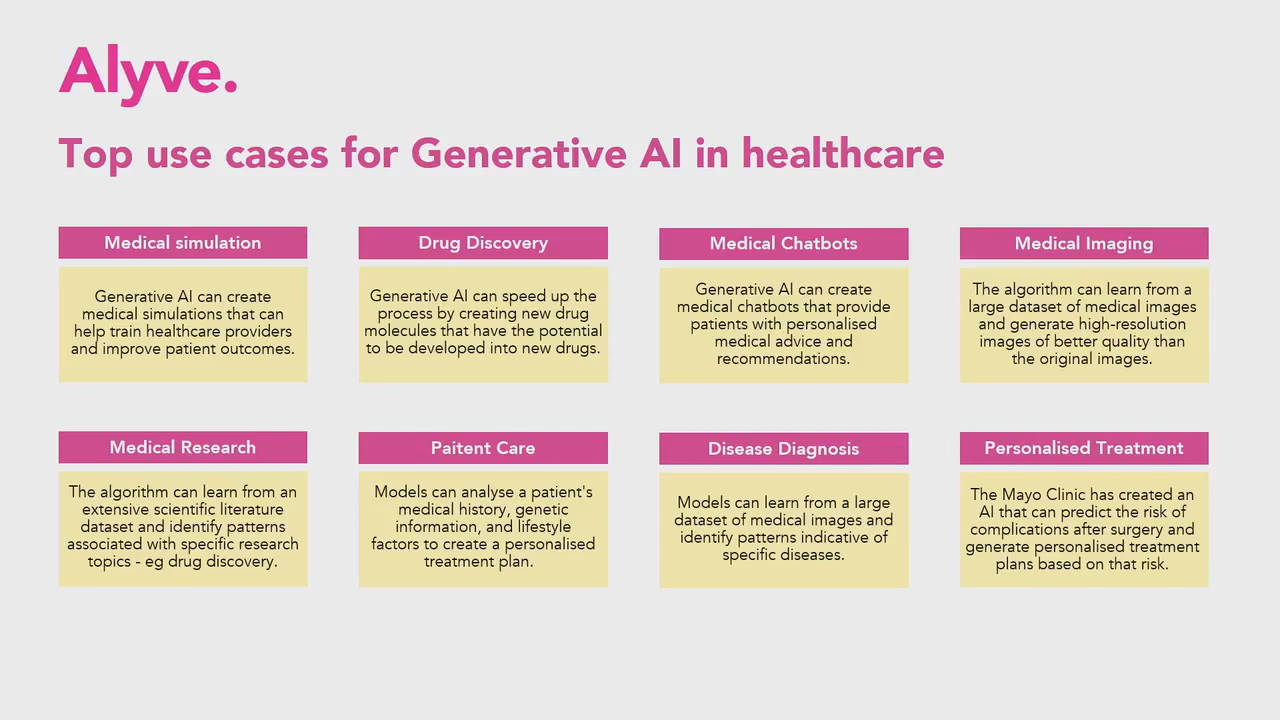 Alyve.
Top use cases for Generative AI in healthcare
Medical simulation
Generative AI can create
medical simulations that can
help train healthcare providers
and improve patient outcomes.
Drug Discovery
Generative AI can speed up the
process by creating new drug
molecules that have the potential
to be developed into new drugs.
Medical Chatbots
Generative AI can create
medical chatbots that provide
patients with personalised
medical advice and
recommendations.
Medical Imaging
The algorithm can learn from a
large dataset of medical images
and generate high-resolution
images of better quality than
the original images.
Medical Research
The algorithm can learn from an
extensive scientific literature
dataset and identify patterns
associated with specific research
topics - eg drug discovery.
Paitent Care
Models can analyse a patient's
medical history, genetic
information, and lifestyle
factors to create a personalised
treatment plan.
Disease Diagnosis
Models can learn from a large
dataset of medical images and
identify patterns indicative of
specific diseases.
Personalised Treatment
The Mayo Clinic has created an
AI that can predict the risk of
complications after surgery and
generate personalised treatment
plans based on that risk.